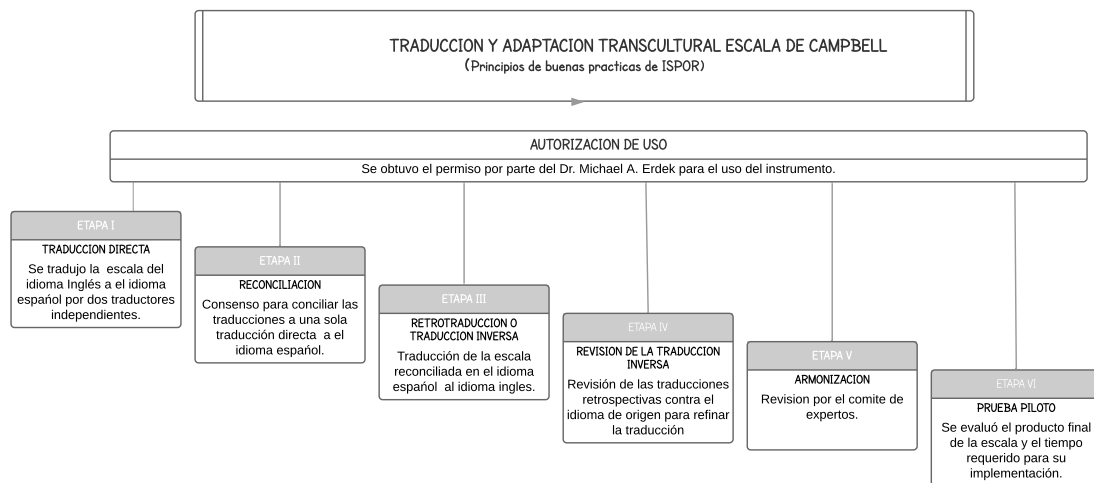 TRADUCCION Y ADAPTACION TRANSCULTURAL ESCALA DE CAMPBELL
(Principios de buenas practicas de ISPOR)
AUTORIZACION DE USO
Se obtuvo el permiso por parte del Dr. Michael A. Erdek para el uso del instrumento.
ETAPA I
TRADUCCION DIRECTA
Se tradujo la escala del
idioma Inglés a el idioma
español por dos traductores
independientes.
ETAPA II
RECONCILIACION
Consenso para conciliar las
traducciones a una sola
traducción directa a el
idioma español.
ETAPA III
RETROTRADUCCION O
TRADUCCION INVERSA
Traducción de la escala
reconciliada en el idioma
español al idioma ingles.
ETAPA IV
REVISION DE LA TRADUCCION
INVERSA
Revisión de las traducciones
retrospectivas contra el
idioma de origen para refinar
la traducción
ETAPA V
ARMONIZACION
Revision por el comite de
expertos.
ETAPA VI
PRUEBA PILOTO
Se evaluó el producto final
de la escala y el tiempo
requerido para su
implementación.